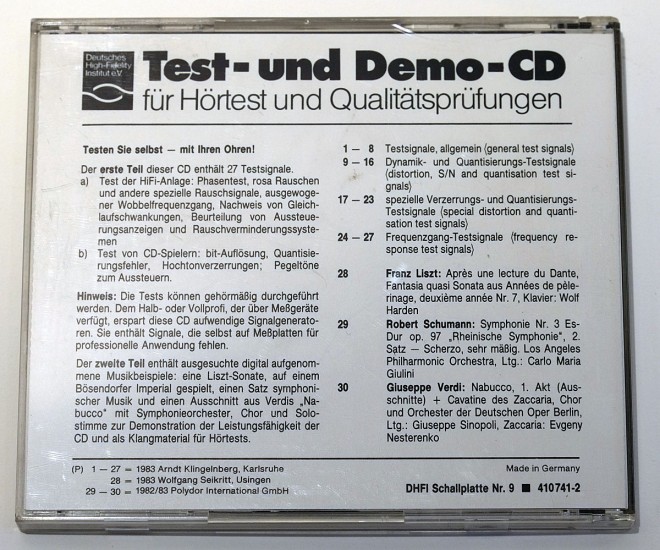 Deutsches
High-Fidelity
Institut e.V.
Test- und Demo-CD
für Hörtest und Qualitätsprüfungen
Testen Sie selbst — mit Ihren Ohren!
Der erste Teil dieser CD enthält 27 Testsignale.
a) Test der HiFi-Anlage: Phasentest, rosa Rauschen
und andere spezielle Rauschsignale, ausgewoge-
ner Wobbelfrequenzgang, Nachweis von Gleich-
laufschwankungen, Beurteilung von Aussteue-
rungsanzeigen und Rauschverminderungssyste-
men
b) Test von CD-Spielern: bit-Auflösung, Quantisie-
rungsfehler, Hochtonverzerrungen; Pegeltöne
zum Aussteuern.
Hinweis: Die Tests können gehörmäßig durchgeführt
werden. Dem Halb- oder Vollprofi, der über Meßgeräte
verfügt, erspart diese CD aufwendige Signalgenerato-
ren. Sie enthält Signale, die selbst auf Meßplatten für
professionelle Anwendung fehlen.
Der zweite Teil enthält ausgesuchte digital aufgenom-
mene Musikbeispiele: eine Liszt-Sonate, auf einem
Bösendorfer Imperial gespielt, einen Satz symphoni-
scher Musik und einen Ausschnitt aus Verdis „Na-
bucco" mit Symphonieorchester, Chor und Solo-
stimme zur Demonstration der Leistungsfähigkeit der
CD und als Klangmaterial für Hörtests.
1 — 8 Testsignale, allgemein (general test signals)
9 — 16 Dynamik- und Quantisierungs-Testsignale
(distortion, S/N and quantisation test si-
gnals)
17 — 23 spezielle Verzerrungs- und Quantisierungs-
Testsignale (special distortion and quanti-
sation test signals)
24 — 27 Frequenzgang-Testsignale (frequency re-
sponse test signals)
28 Franz Liszt: Après une lecture du Dante,
Fantasia quasi Sonata aus Années de pèle-
rinage, deuxième année Nr. 7, Klavier: Wolf
Harden
29 Robert Schumann: Symphonie Nr. 3 Es-
Dur op. 97 „Rheinische Symphonie", 2.
Satz — Scherzo, sehr mäßig. Los Angeles
Philharmonic Orchestra, Ltg.: Carlo Maria
Giulini
30 Giuseppe Verdi: Nabucco, 1. Akt (Aus-
schnitte) + Cavatine des Zaccaria, Chor
und Orchester der Deutschen Oper Berlin,
Ltg.: Giuseppe Sinopoli, Zaccaria: Evgeny
Nesterenko
(P) 1 — 27 = 1983 Arndt Klingelnberg, Karlsruhe
28 = 1983 Wolfgang Seikritt, Usingen
29 — 30 = 1982/83 Polydor International GmbH
Made in Germany
DHFI Schallplatte Nr. 9 ■ 410741-2